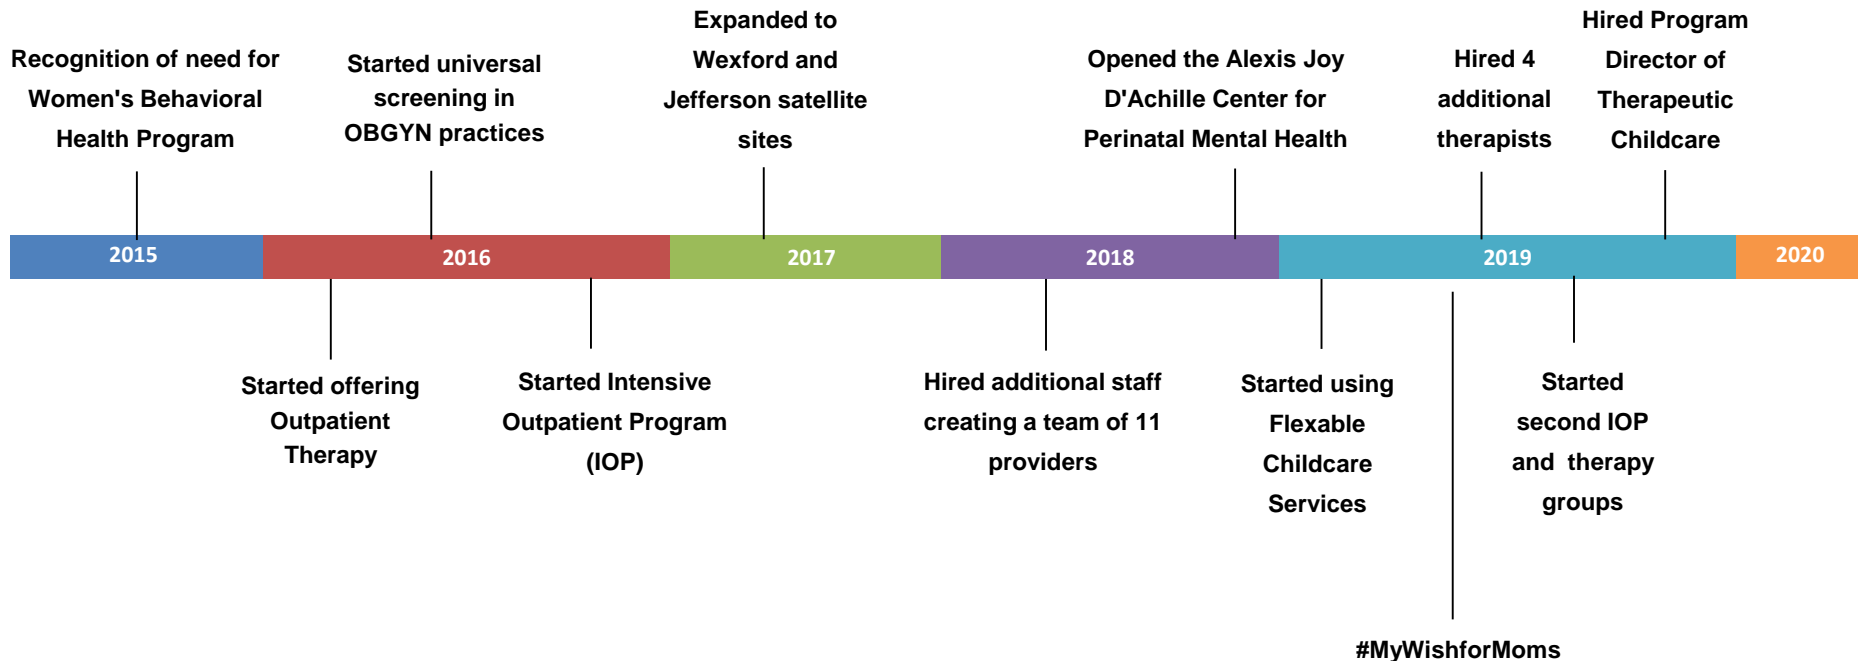 Recognition of need for
Women's Behavioral
Health Program
Started universal
screening in
OBGYN practices
Expanded to
Wexford and
Jefferson satellite
sites
Opened the Alexis Joy
D'Achille Center for
Perinatal Mental Health
Hired 4
additional
therapists
Hired Program
Director of
Therapeutic
Childcare
2015
2016
2017
2018
2019
2020
Started offering
Outpatient
Therapy
Started Intensive
Outpatient Program
(IOP)
Hired additional staff
creating a team of 11
providers
Started using
Flexable
Childcare
Services
Started
second IOP
and therapy
groups
#MyWishforMoms